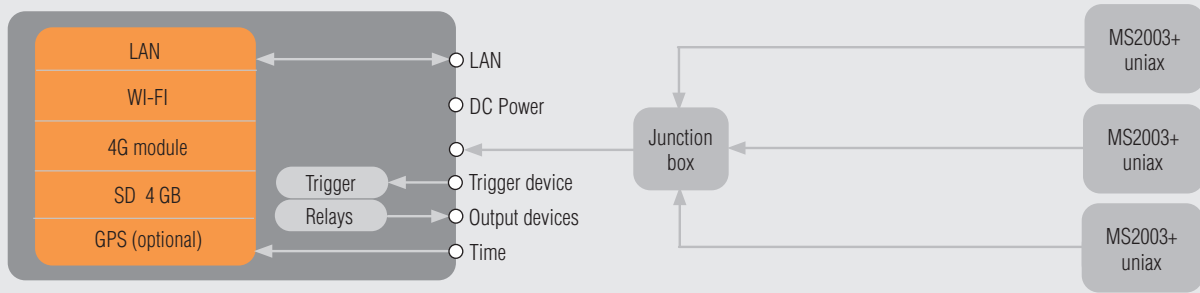 LAN
WI-FI
4G module
SD 4 GB
GPS (optional)
Trigger
Relays
LAN
DC Power
Trigger device
Output devices
Time
Junction
box
MS2003+
uniax
MS2003+
uniax
MS2003+
uniax